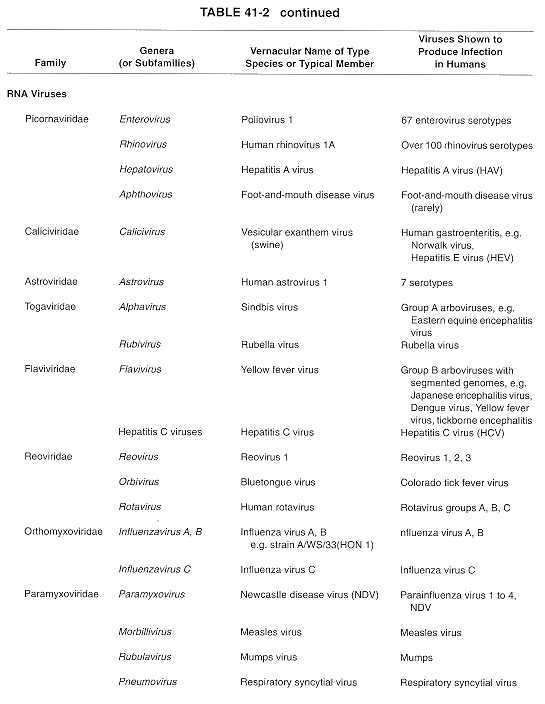 TABLE 41-2 continued
Family
Genera
(or Subfamilies)
Vernacular Name of Type
Species or Typical Member
Viruses Shown to
Produce Infection
in Humans
RNA Viruses
Picornaviridae Enterovirus Poliovirus 1 67 enterovirus serotypes
Rhinovirus Human rhinovirus 1A Over 100 rhinovirus serotypes
Hepatovirus Hepatitis A virus Hepatitis A virus (HAV)
Aphthovirus Foot-and-mouth disease virus Foot-and-mouth disease virus
(rarely)
Caliciviridae Calicivirus Vesicular exanthem virus Human gastroenteritis, e.g.
(swine) Norwalk virus,
Hepatitis E virus (HEV)
Astroviridae Astrovirus Human astrovirus 1 7 serotypes
Togaviridae Alphavirus Sindbis virus Group A arboviruses, e.g.
Eastern equine encephalitis
virus
Rubivirus Rubella virus Rubella virus
Flaviviridae Flavivirus Yellow fever virus Group B arboviruses with
segmented genomes, e.g.
Japanese encephalitis virus,
Dengue virus, Yellow fever
virus, tickborne encephalitis
Hepatitis C viruses Hepatitis C virus Hepatitis C virus (HCV)
Reoviridae Reovirus Reovirus 1 Reovirus 1, 2, 3
Orbivirus Bluetongue virus Colorado tick fever virus
Rotavirus Human rotavirus Rotavirus groups A, B, C
Orthomyxoviridae Influenzavirus A, B Influenza virus A, B nfluenza virus A, B
e.g. strain A/WS/33(HON 1)
Influenzavirus C Influenza virus C Influenza virus C
Paramyxoviridae Paramyxovirus Newcastle disease virus (NDV) Parainfluenza virus 1 to 4,
NDV
Morbillivirus Measles virus Measles virus
Rubulavirus Mumps virus Mumps
Pneumovirus Respiratory syncytial virus Respiratory syncytial virus